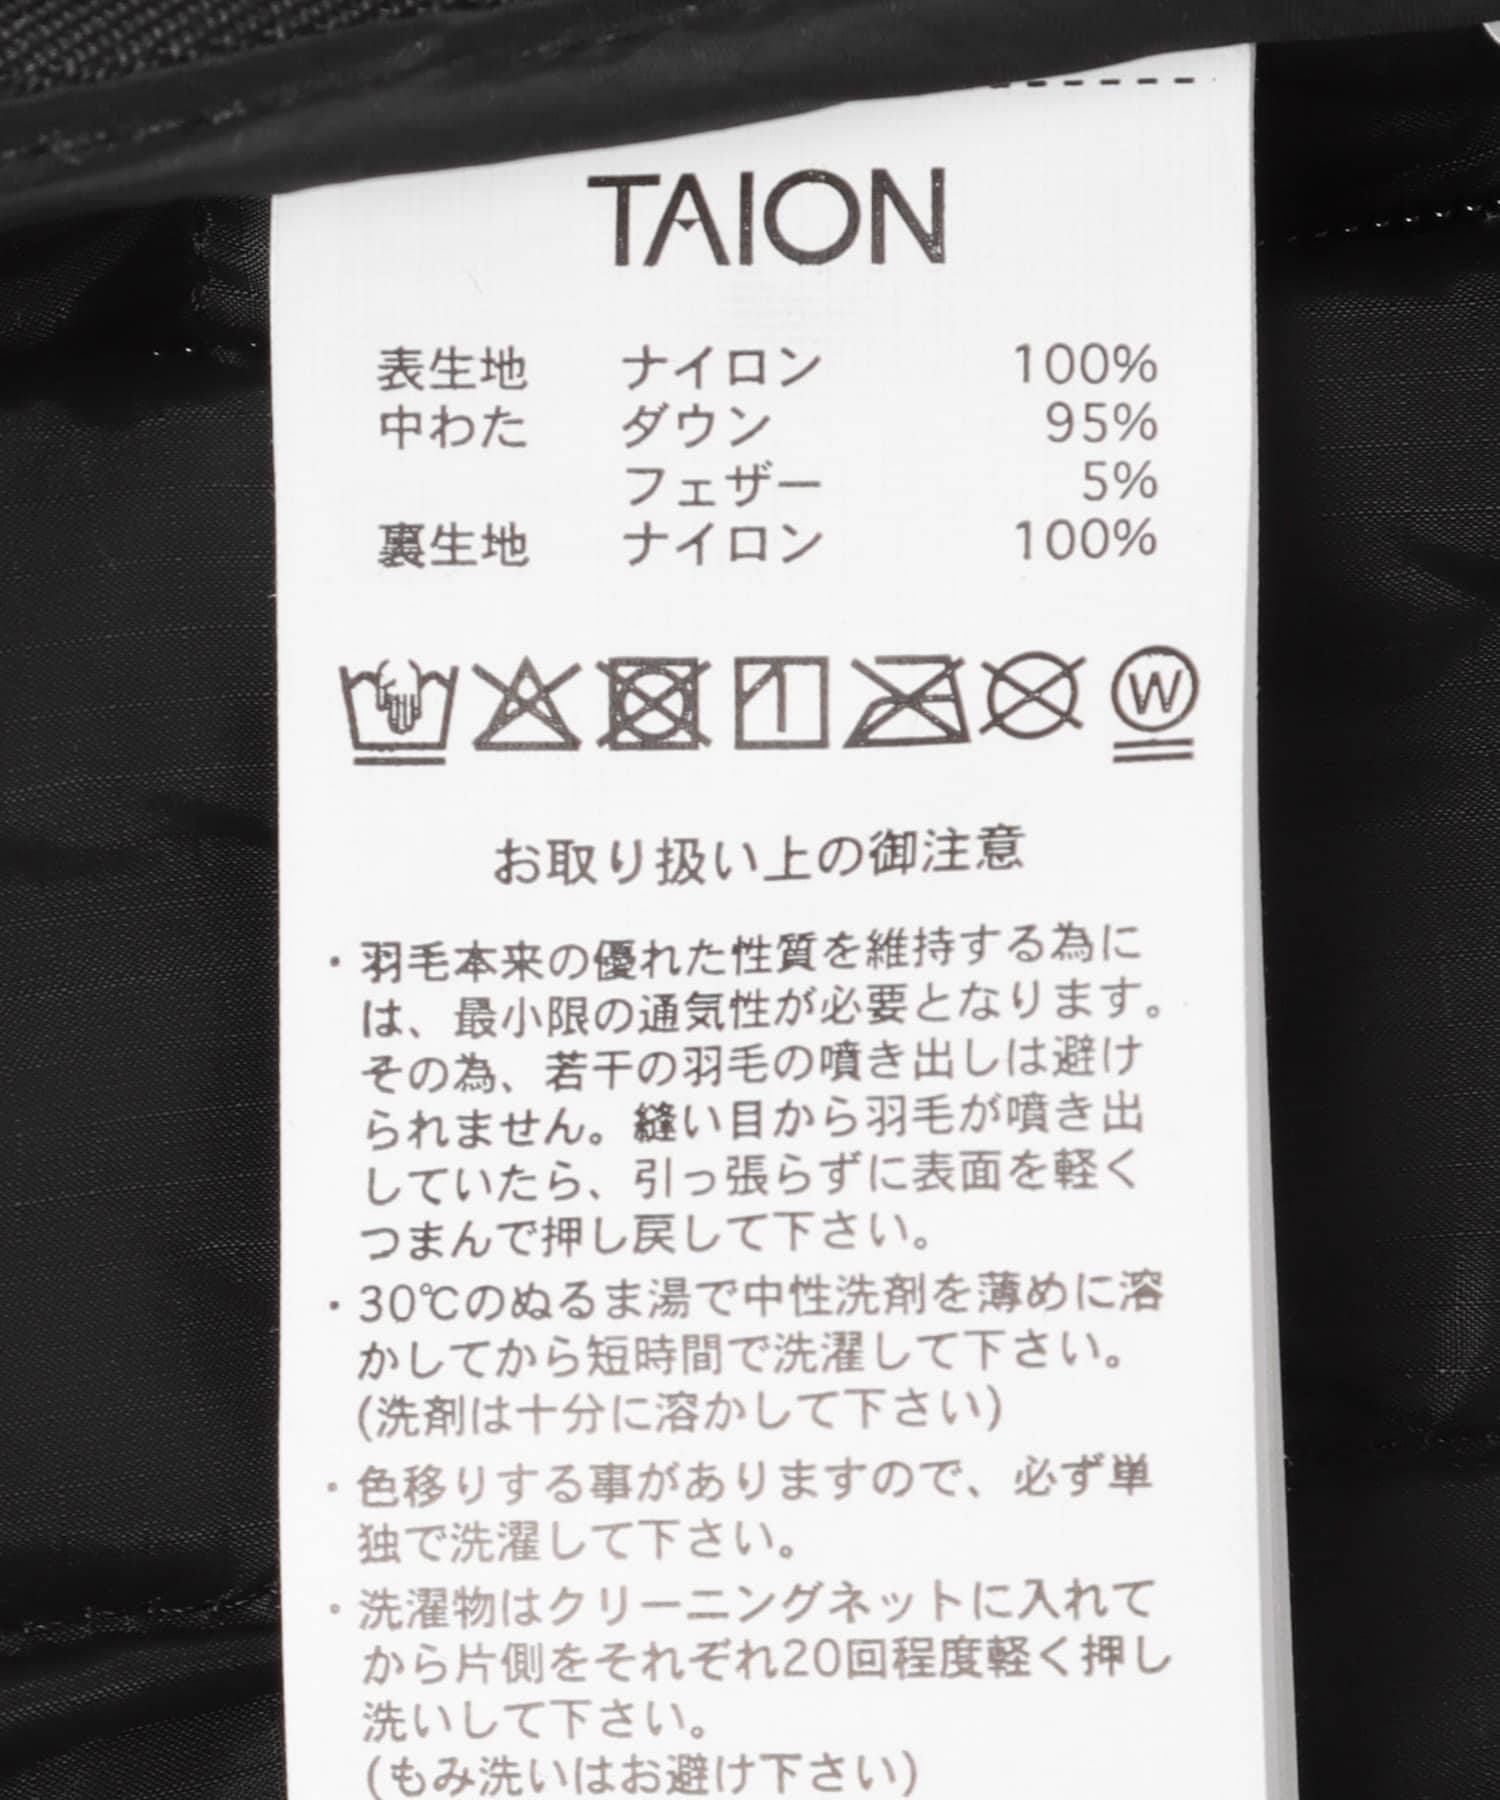 TAION
表生地 ナイロン 100%
中わた ダウン 95%
フェザー 5%
裏生地 ナイロン 100%
W
お取り扱い上の御注意
・羽毛本来の優れた性質を維持する為に
は、最小限の通気性が必要となります。
その為、若干の羽毛の噴き出しは避け
られません。縫い目から羽毛が噴き出
していたら、引っ張らずに表面を軽く
つまんで押し戻して下さい。
・30℃のぬるま湯で中性洗剤を薄めに溶
かしてから短時間で洗濯して下さい。
(洗剤は十分に溶かして下さい)
・色移りする事がありますので、必ず単
独で洗濯して下さい。
・洗濯物はクリーニングネットに入れて
から片側をそれぞれ20回程度軽く押し
洗いして下さい。
(もみ洗いはお避け下さい)